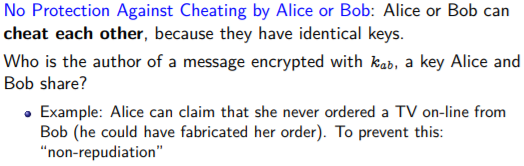 No Protection Against Cheating by Alice or Bob: Alice or Bob can
cheat each other, because they have identical keys.
Who is the author of a message encrypted with k_ab, a key Alice and
Bob share?
• Example: Alice can claim that she never ordered a TV on-line from
Bob (he could have fabricated her order). To prevent this:
“non-repudiation”